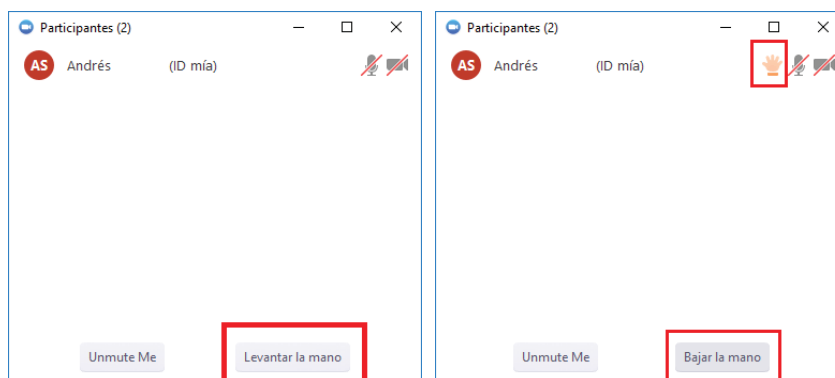 Participantes (2)
AS Andrés (ID mía)
Unmute Me Levantar la mano
Participantes (2)
AS Andrés (ID mía)
Unmute Me Bajar la mano